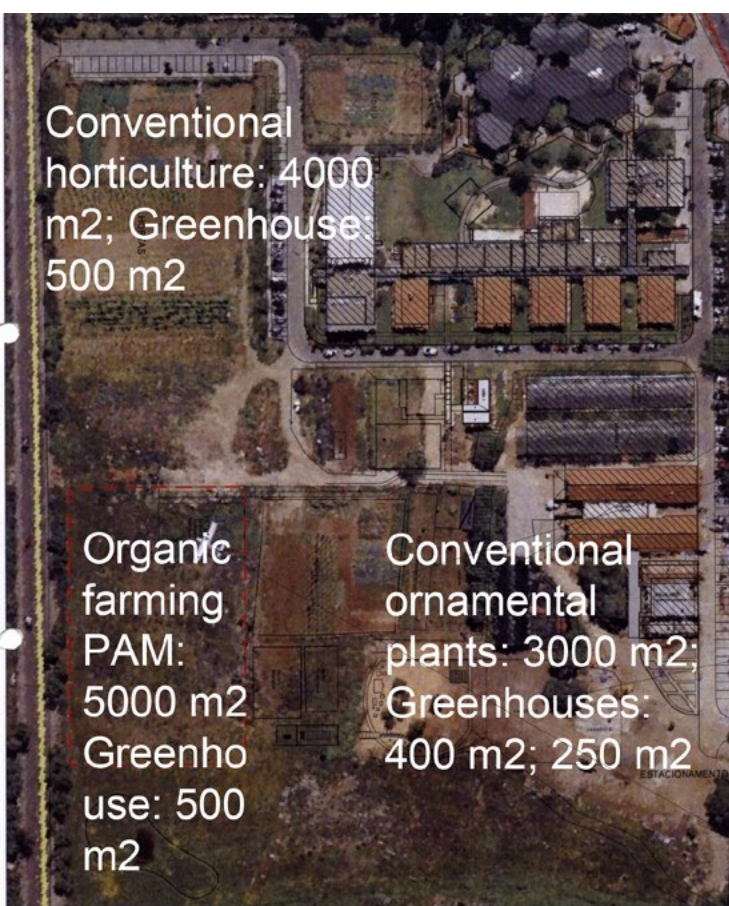 Conventional
horticulture: 4000
m2; Greenhouse:
500 m2
Organic
farming
PAM:
5000 m2
Greenho
use: 500
m2
Conventional
ornamental
plants: 3000 m2;
Greenhouses:
400 m2; 250 m2
ESTACIONAMENTO